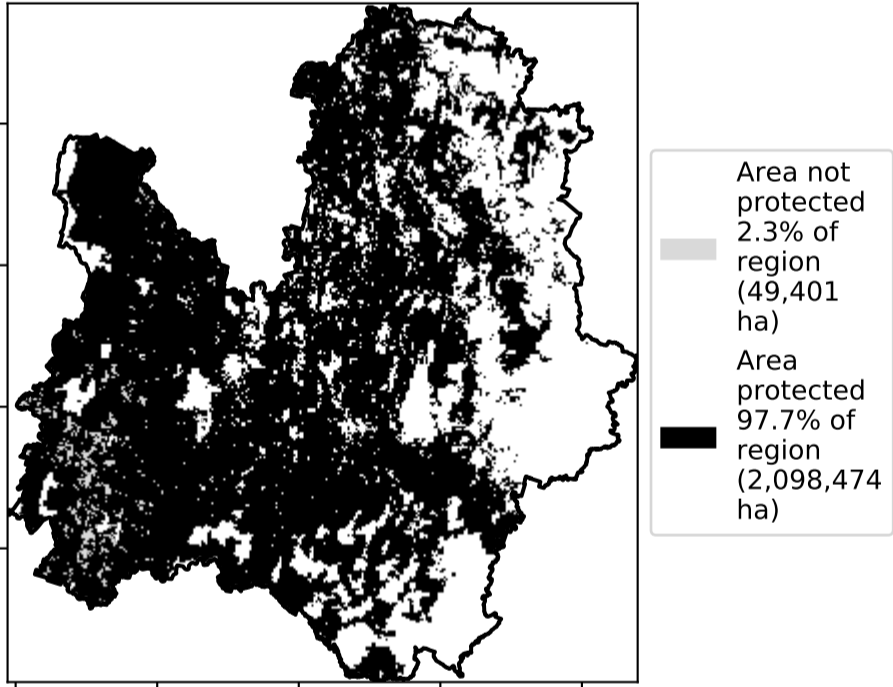 Area not
protected
2.3% of
region
(49,401
ha)
Area
protected
97.7% of
region
(2,098,474
ha)